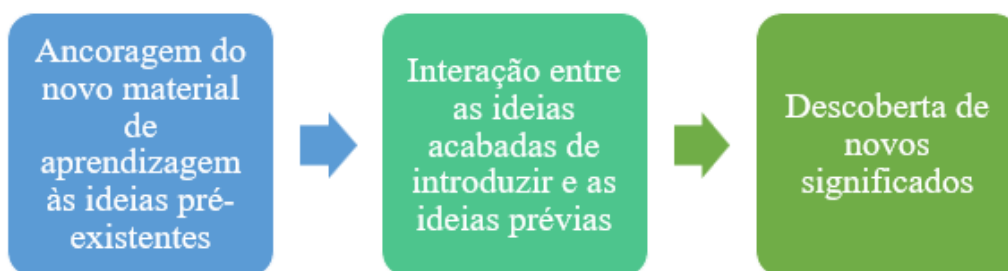 Ancoragem do
novo material
de
aprendizagem
às ideias pré-
existentes
Interação entre
as ideias
acabadas de
introduzir e as
ideias prévias
Descoberta de
novos
significados